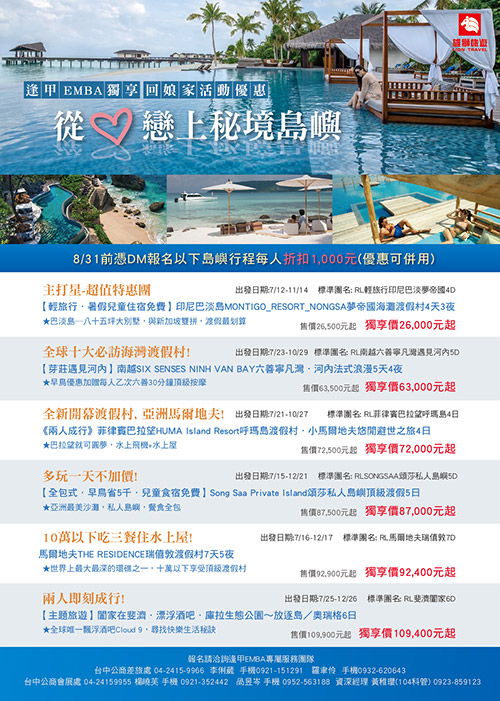 雄獅旅遊
LION TRAVEL
逢甲EMBA獨享回娘家活動優惠
從戀上秘境島嶼
8/31前憑DM報名以下島嶼行程每人折扣1,000元(優惠可併用)
主打星-超值特惠團 出發日期:7/12-11/14 標準團名: RL輕旅行印尼巴淡夢帝國4D
【輕旅行．暑假兒童住宿免費】印尼巴淡島MONTIGO_RESORT_NONGSA夢帝國海灘渡假村4天3夜
★巴淡島一八十五坪大別墅，與新加坡雙拼，渡假最划算
售價26,500元起 獨享價26,000元起
全球十大必訪海灣渡假村! 出發日期:7/23-10/29 標準團名: RL南越六善寧凡灣遇見河內5D
【芽莊遇見河內】南越SIX SENSES NINH VAN BAY六善寧凡灣．河內法式浪漫5天4夜
★早鳥優惠加贈每人乙次六善30分鐘頂級按摩
售價63,500元起 獨享價63,000元起
全新開幕渡假村, 亞洲馬爾地夫! 出發日期:7/21-10/27 標準團名: RL菲律賓巴拉望呼瑪島4日
《兩人成行》菲律賓巴拉望HUMA Island Resort呼瑪島渡假村．小馬爾地夫悠閒避世之旅4日
★巴拉望就可圓夢，水上飛機+水上屋
售價72,500元起 獨享價72,000元起
多玩一天不加價! 出發日期:7/15-12/21 標準團名: RLSONGSAA頌莎私人島嶼5D
【全包式．早鳥省5千．兒童食宿免費】Song Saa Private Island頌莎私人島嶼頂級渡假5日
★亞洲最美沙灘，私人島嶼，餐食全包
售價87,500元起 獨享價87,000元起
10萬以下吃三餐住水上屋! 出發日期:7/16-12/17 標準團名: RL馬爾地夫瑞僖敦7D
馬爾地夫THE RESIDENCE瑞僖敦渡假村7天5夜
★世界上最大最深的環礁之一，十萬以下享受頂級渡假村
售價92,900元起 獨享價92,400元起
兩人即刻成行! 出發日期:7/25-12/26 標準團名: RL斐濟闔家6D
【主題旅遊】闔家在斐濟．漂浮酒吧．庫拉生態公園～放逐島／奧瑞格6日
★全球唯一飄浮酒吧Cloud 9，尋找快樂生活秘訣
售價109,900元起 獨享價109,400元起
報名請洽詢逢甲EMBA專屬服務團隊
台中公商差旅處 04-2415-9966 李俐葳 手機0921-151291 羅聿伶 手機0932-620643
台中公商會展處 04-24159955 楊曉芙 手機 0921-352442 品昱岑 手機 0952-563188 資深經理 黃稚瓔(104科管) 0923-859123